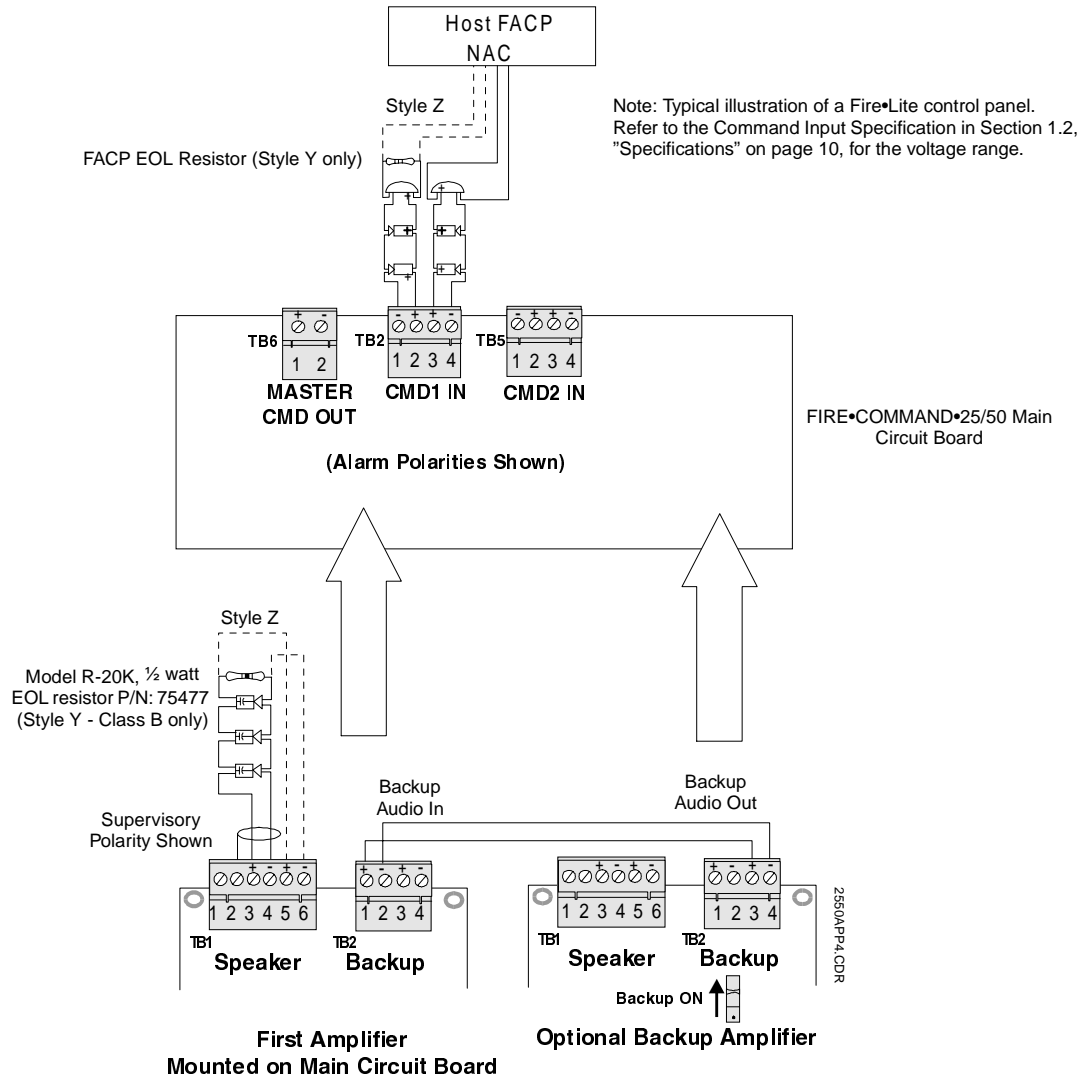 Host FACP
NAC
Style Z
Note: Typical illustration of a Fire•Lite control panel.
Refer to the Command Input Specification in Section 1.2,
”Specifications” on page 10, for the voltage range.
FACP EOL Resistor (Style Y only)
+ +
+ +
+ +
+ -
- + + -
+ + + -
TB6
TB2
TB5
1 2
1 2 3 4
1 2 3 4
MASTER
CMD OUT
CMD1 IN
CMD2 IN
(Alarm Polarities Shown)
FIRE•COMMAND•25/50 Main
Circuit Board
Style Z
Model R-20K, ½ watt
EOL resistor P/N: 75477
(Style Y - Class B only)
Supervisory
Polarity Shown
Backup
Audio In
Backup
Audio Out
+ - + -
+ - + -
+ - + -
+ - + -
1 2 3 4 5 6
1 2 3 4
1 2 3 4 5 6
1 2 3 4
TB1
Speaker
TB2
Backup
TB1
Speaker
TB2
Backup
2550APP4.CDR
Backup ON
First Amplifier
Mounted on Main Circuit Board
Optional Backup Amplifier